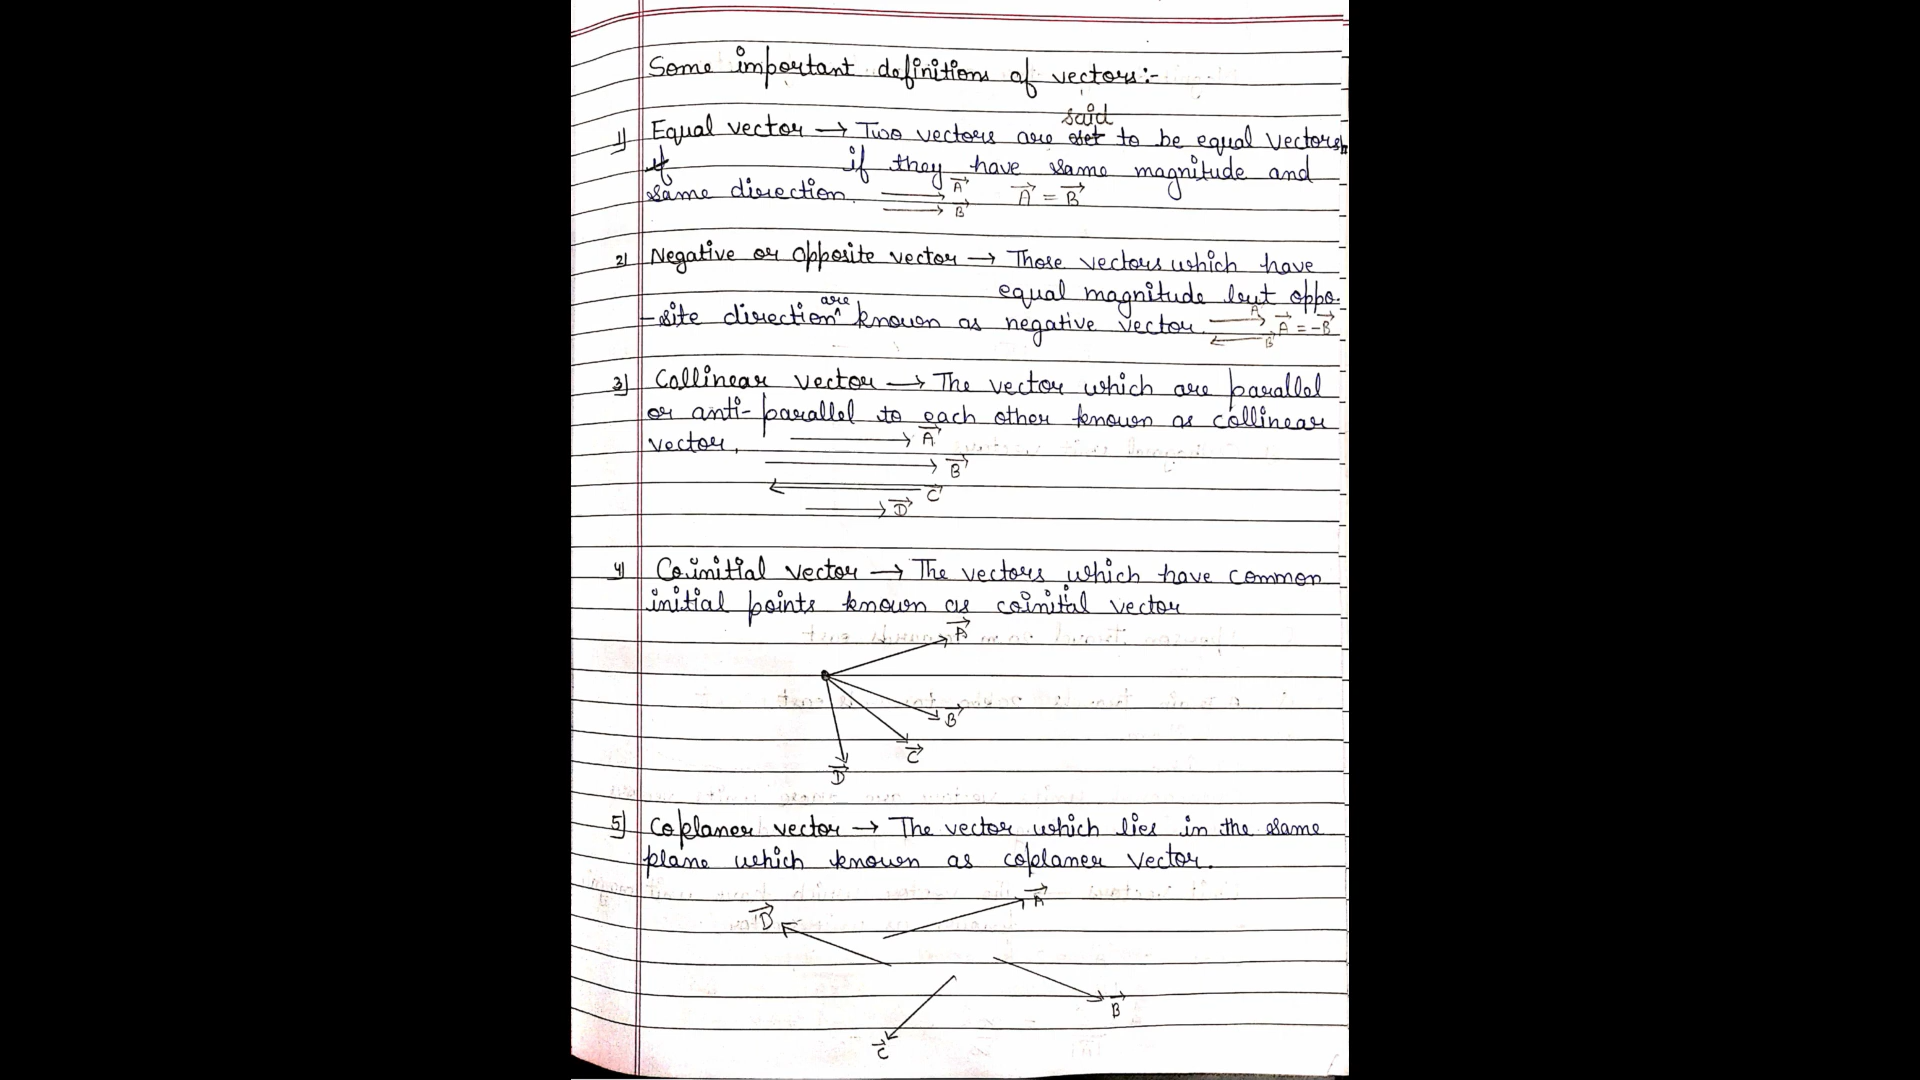 Some important definitions of vectors:-
said
1) Equal vector → Two vectors are set to be equal vectors
if if they have same magnitude and
same direction. A⃗ A⃗ = B⃗
B⃗
2) Negative or opposite vector → Those vectors which have
equal magnitude but oppo-
are
-site direction^ known as negative vector. A⃗ A⃗ = -B⃗
B⃗
3) Collinear vector → The vector which are parallel
or anti-parallel to each other known as collinear
vector. A⃗
B⃗
C⃗
D⃗
4) Coinitial vector → The vectors which have common
initial points known as coinitial vector
A⃗
B⃗
C⃗
D⃗
5) Coplaner vector → The vector which lies in the same
plane which known as coplaner vector.
A⃗
D⃗
B⃗
C⃗